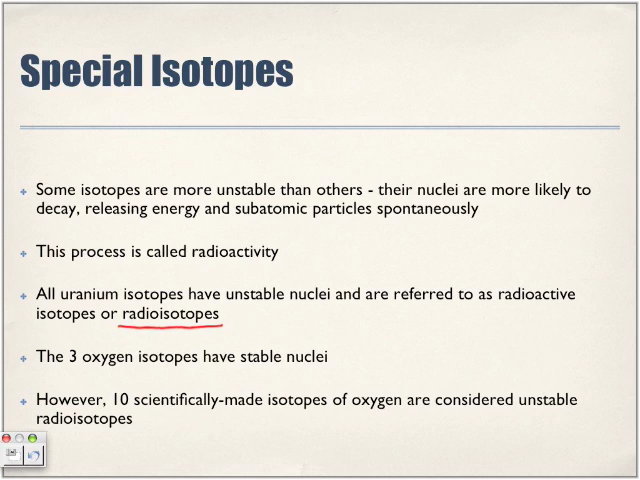 Special Isotopes
Some isotopes are more unstable than others - their nuclei are more likely to
decay, releasing energy and subatomic particles spontaneously
This process is called radioactivity
All uranium isotopes have unstable nuclei and are referred to as radioactive
isotopes or radioisotopes
The 3 oxygen isotopes have stable nuclei
However, 10 scientifically-made isotopes of oxygen are considered unstable
radioisotopes